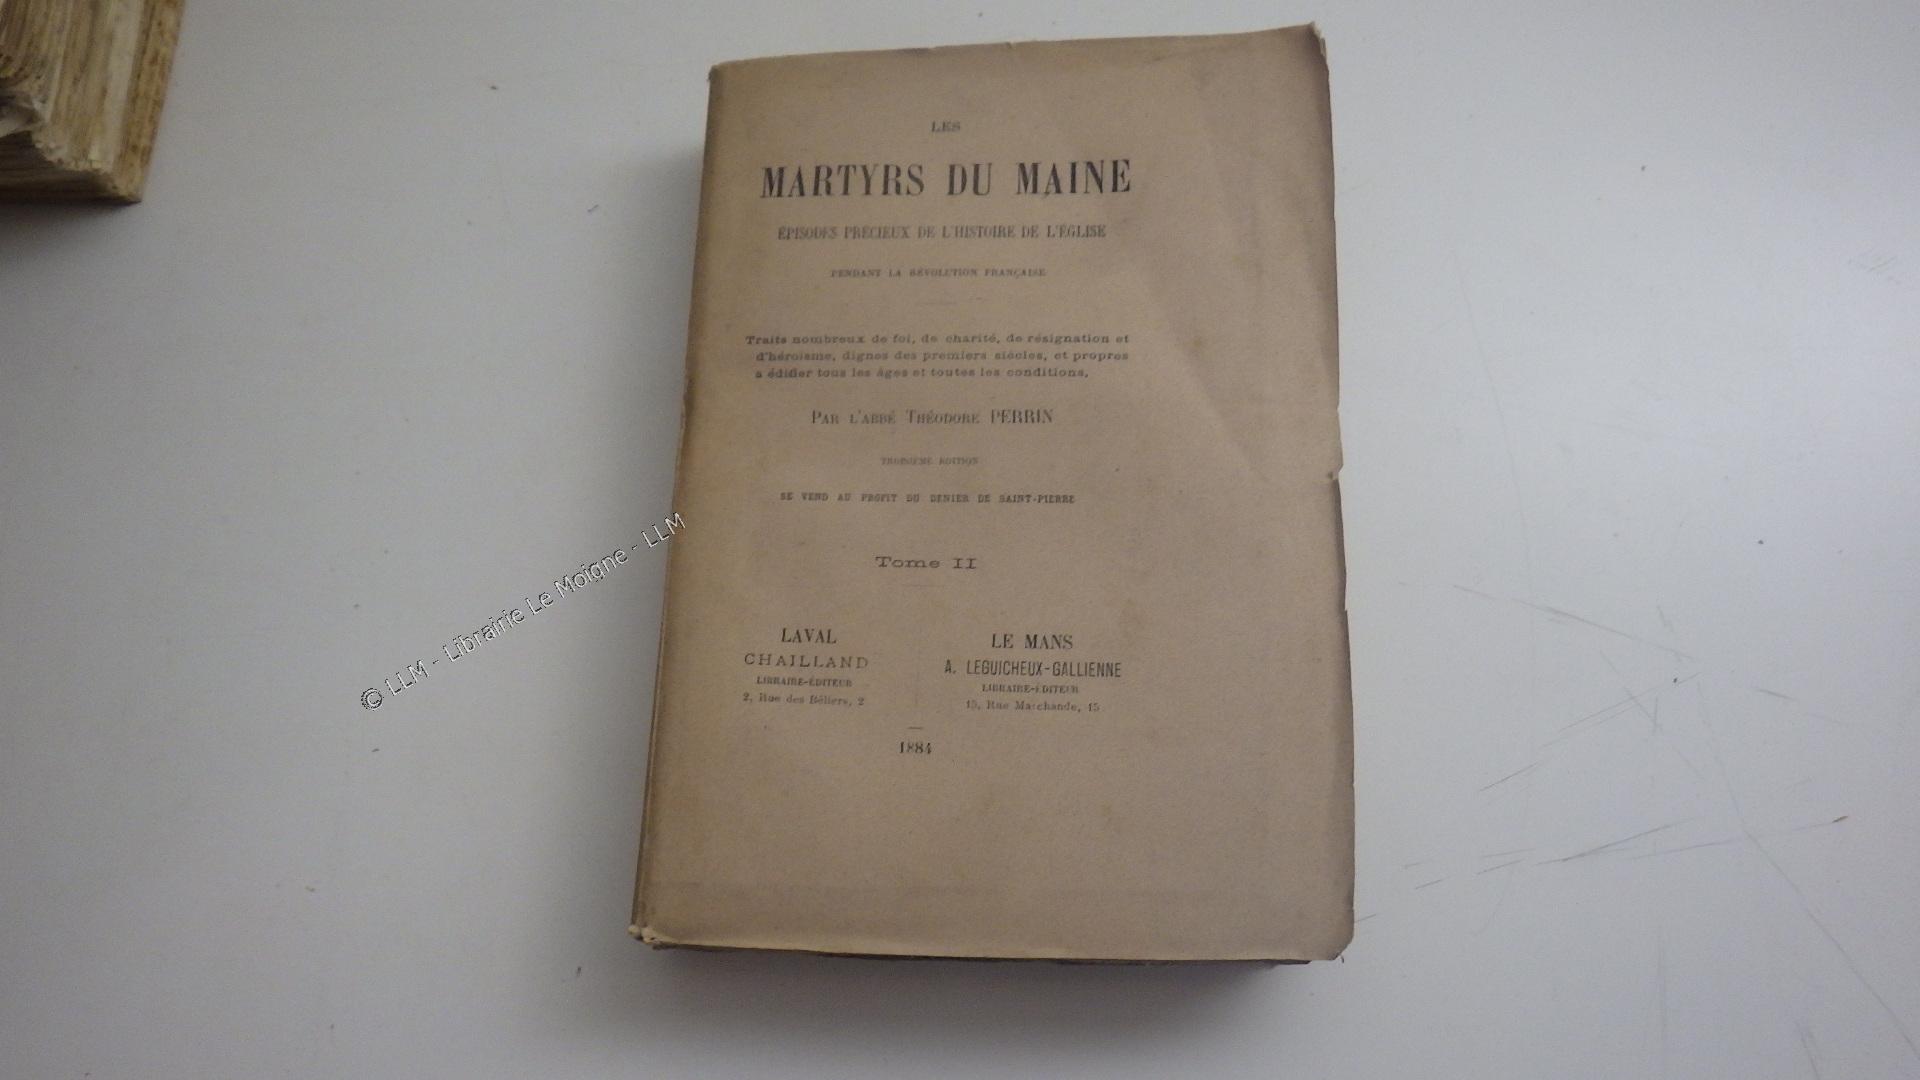 LES
MARTYRS DU MAINE
ÉPISODES PRÉCIEUX DE L'HISTOIRE DE L'ÉGLISE
PENDANT LA RÉVOLUTION FRANÇAISE
Traits nombreux de foi, de charité, de résignation et
d'héroïsme, dignes des premiers siècles, et propres
a édifier tous les âges et toutes les conditions,
PAR L'ABBÉ THÉODORE PERRIN
TROISIÈME ÉDITION
SE VEND AU PROFIT DU DENIER DE SAINT-PIERRE
Tome II
LAVAL
CHAILLAND
LIBRAIRE-ÉDITEUR
2, Rue des Béliers, 2
LE MANS
A. LEGUICHEUX-GALLIENNE
LIBRAIRE-ÉDITEUR
15, Rue Marchande, 15
1884
© LLM - Librairie Le Moigne - LLM